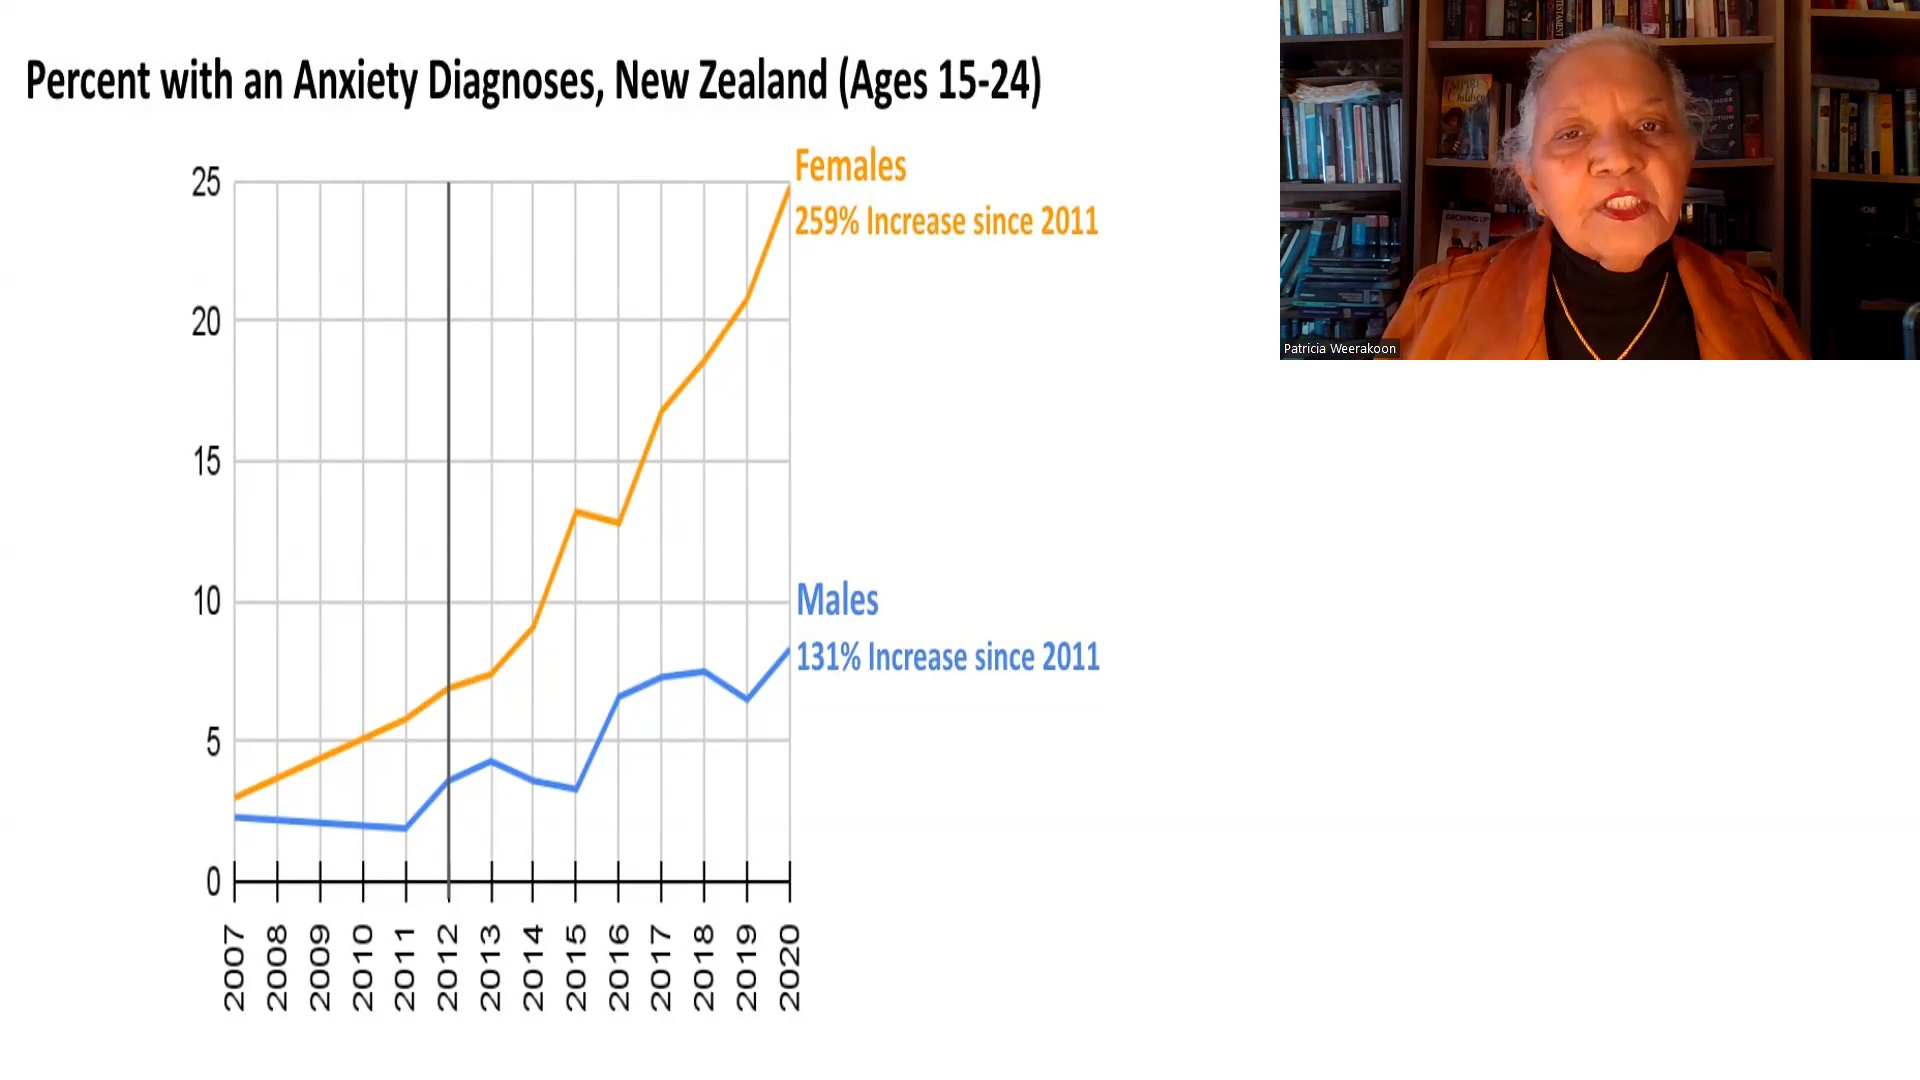 Percent with an Anxiety Diagnoses, New Zealand (Ages 15-24)
Females
259% Increase since 2011
Males
131% Increase since 2011
25
20
15
10
5
0
2007
2008
2009
2010
2011
2012
2013
2014
2015
2016
2017
2018
2019
2020
Patricia Weerakoon
GROWING UP